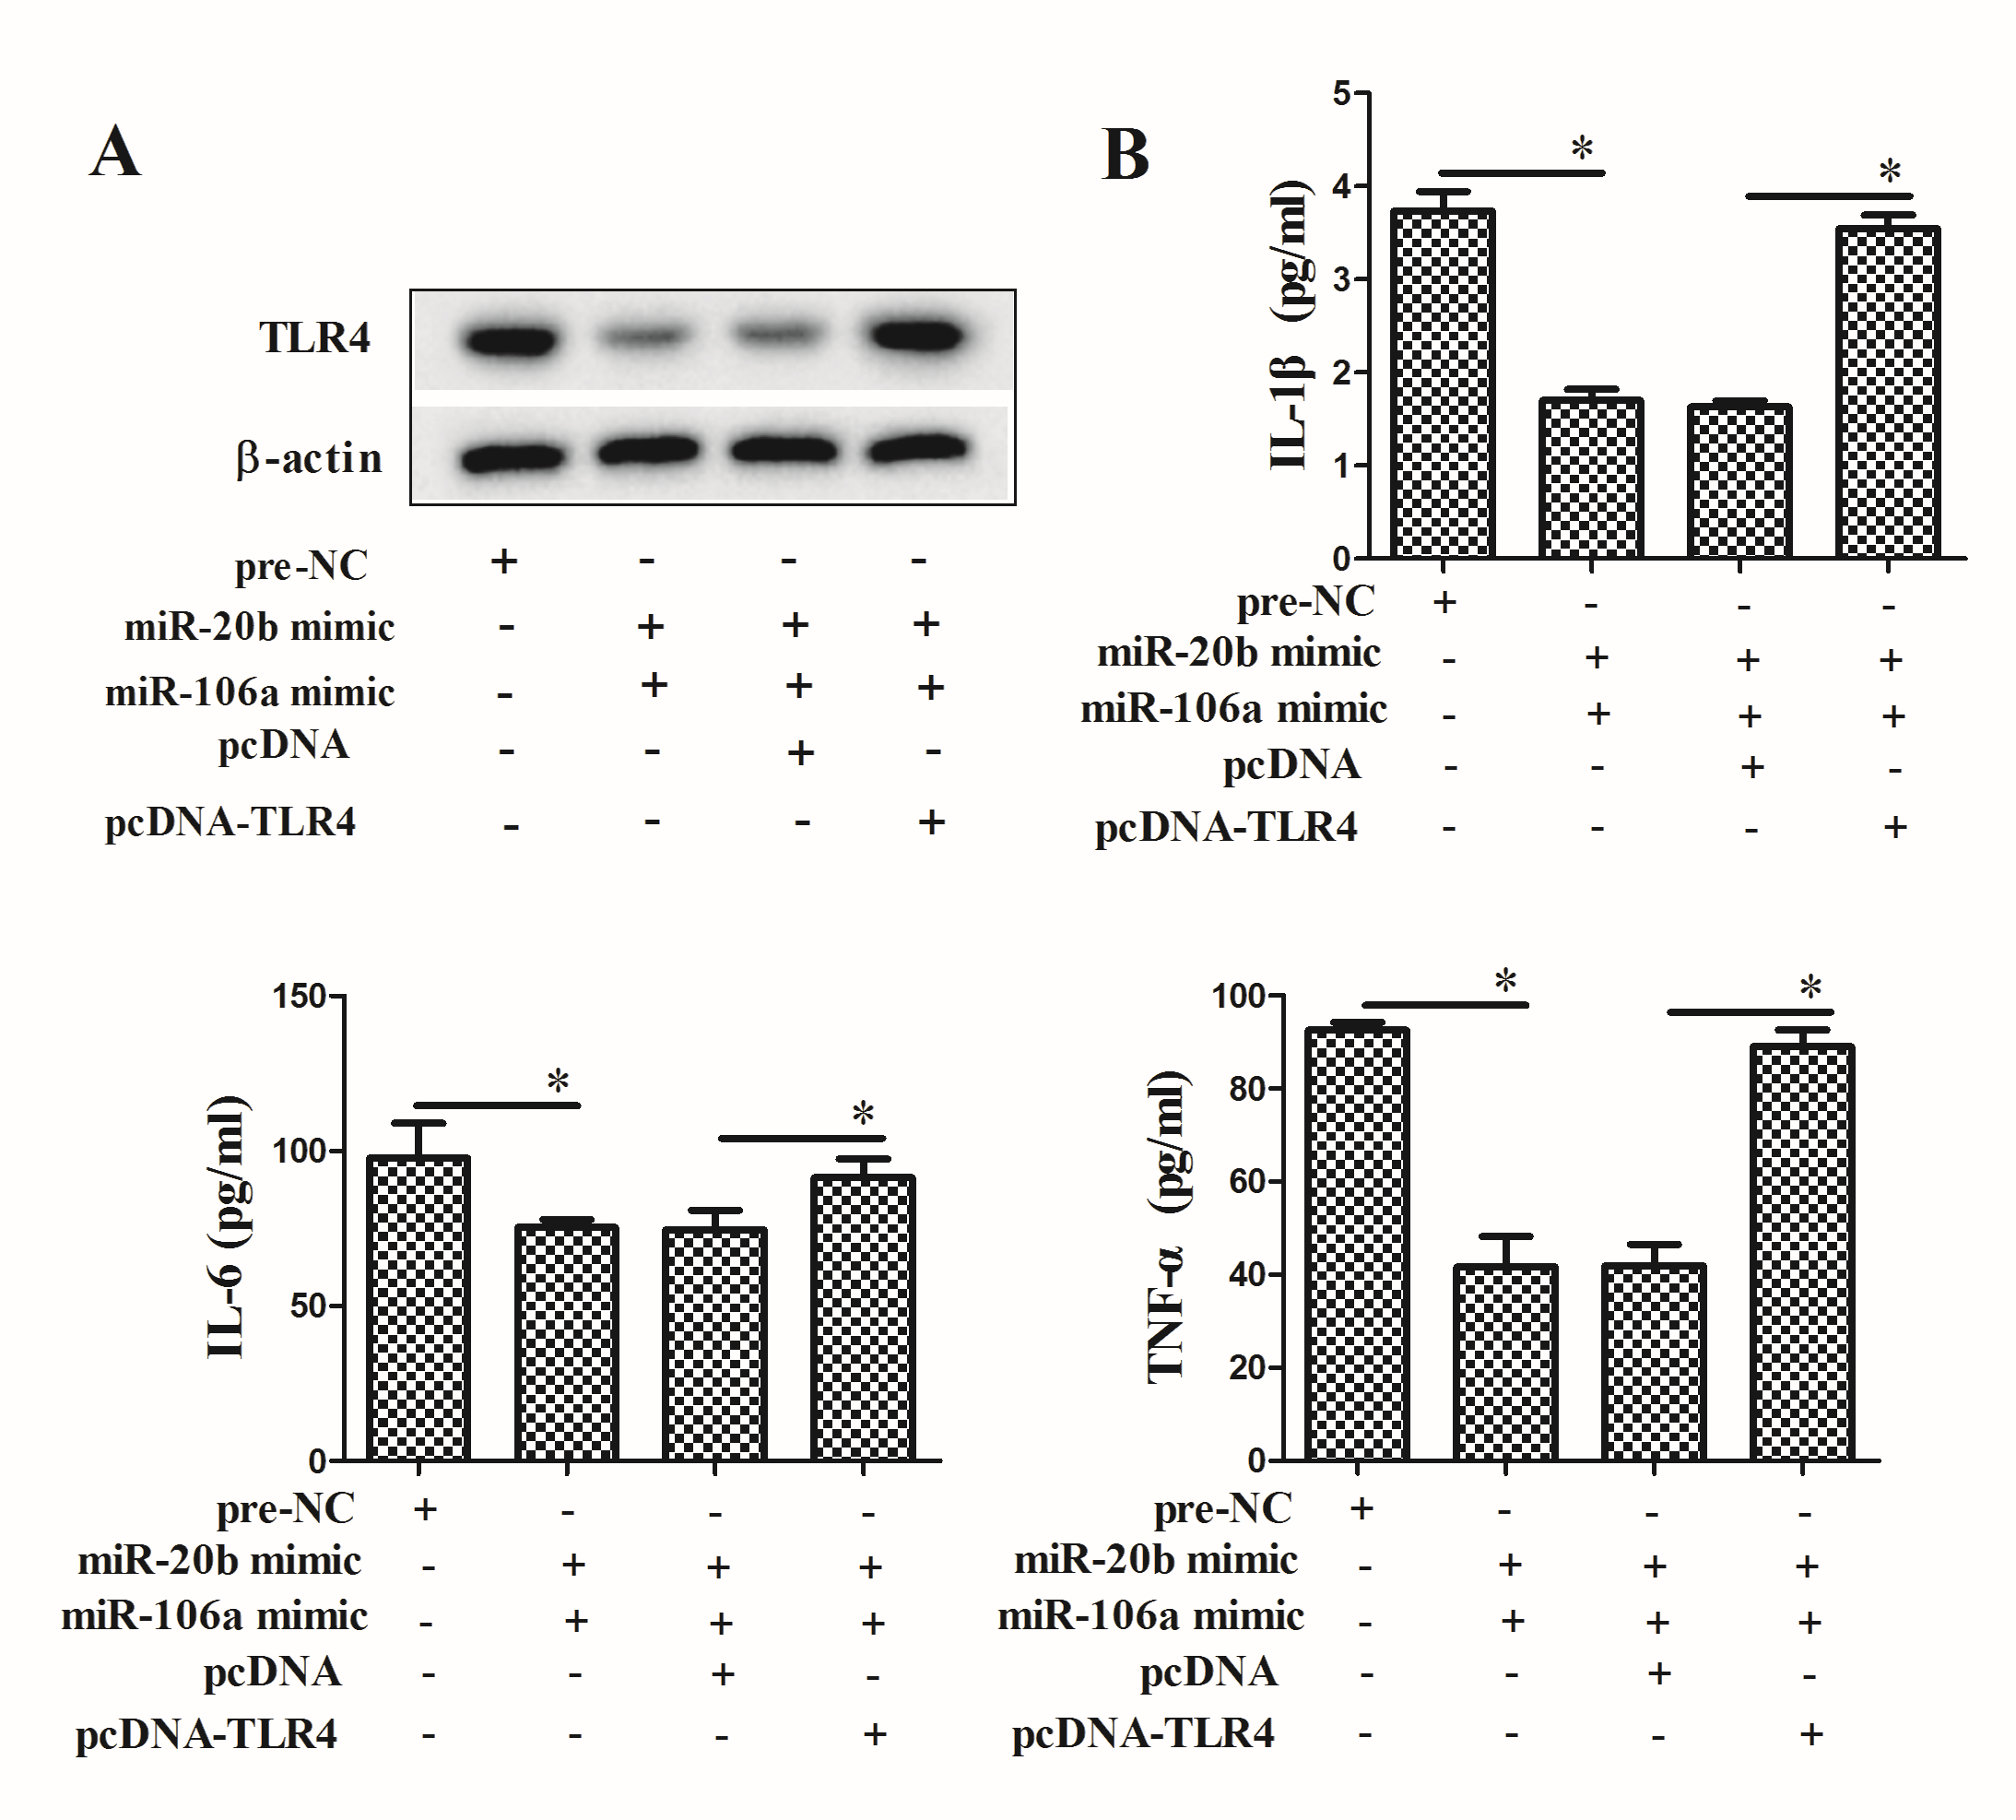 A
TLR4
β-actin
pre-NC + - - -
miR-20b mimic - + + +
miR-106a mimic - + + +
pcDNA - - + -
pcDNA-TLR4 - - - +
B
IL-1β (pg/ml)
5
4
3
2
1
0
*
*
pre-NC + - - -
miR-20b mimic - + + +
miR-106a mimic - + + +
pcDNA - - + -
pcDNA-TLR4 - - - +
IL-6 (pg/ml)
150
100
50
0
*
*
pre-NC + - - -
miR-20b mimic - + + +
miR-106a mimic - + + +
pcDNA - - + -
pcDNA-TLR4 - - - +
TNF-α (pg/ml)
100
80
60
40
20
0
*
*
pre-NC + - - -
miR-20b mimic - + + +
miR-106a mimic - + + +
pcDNA - - + -
pcDNA-TLR4 - - - +